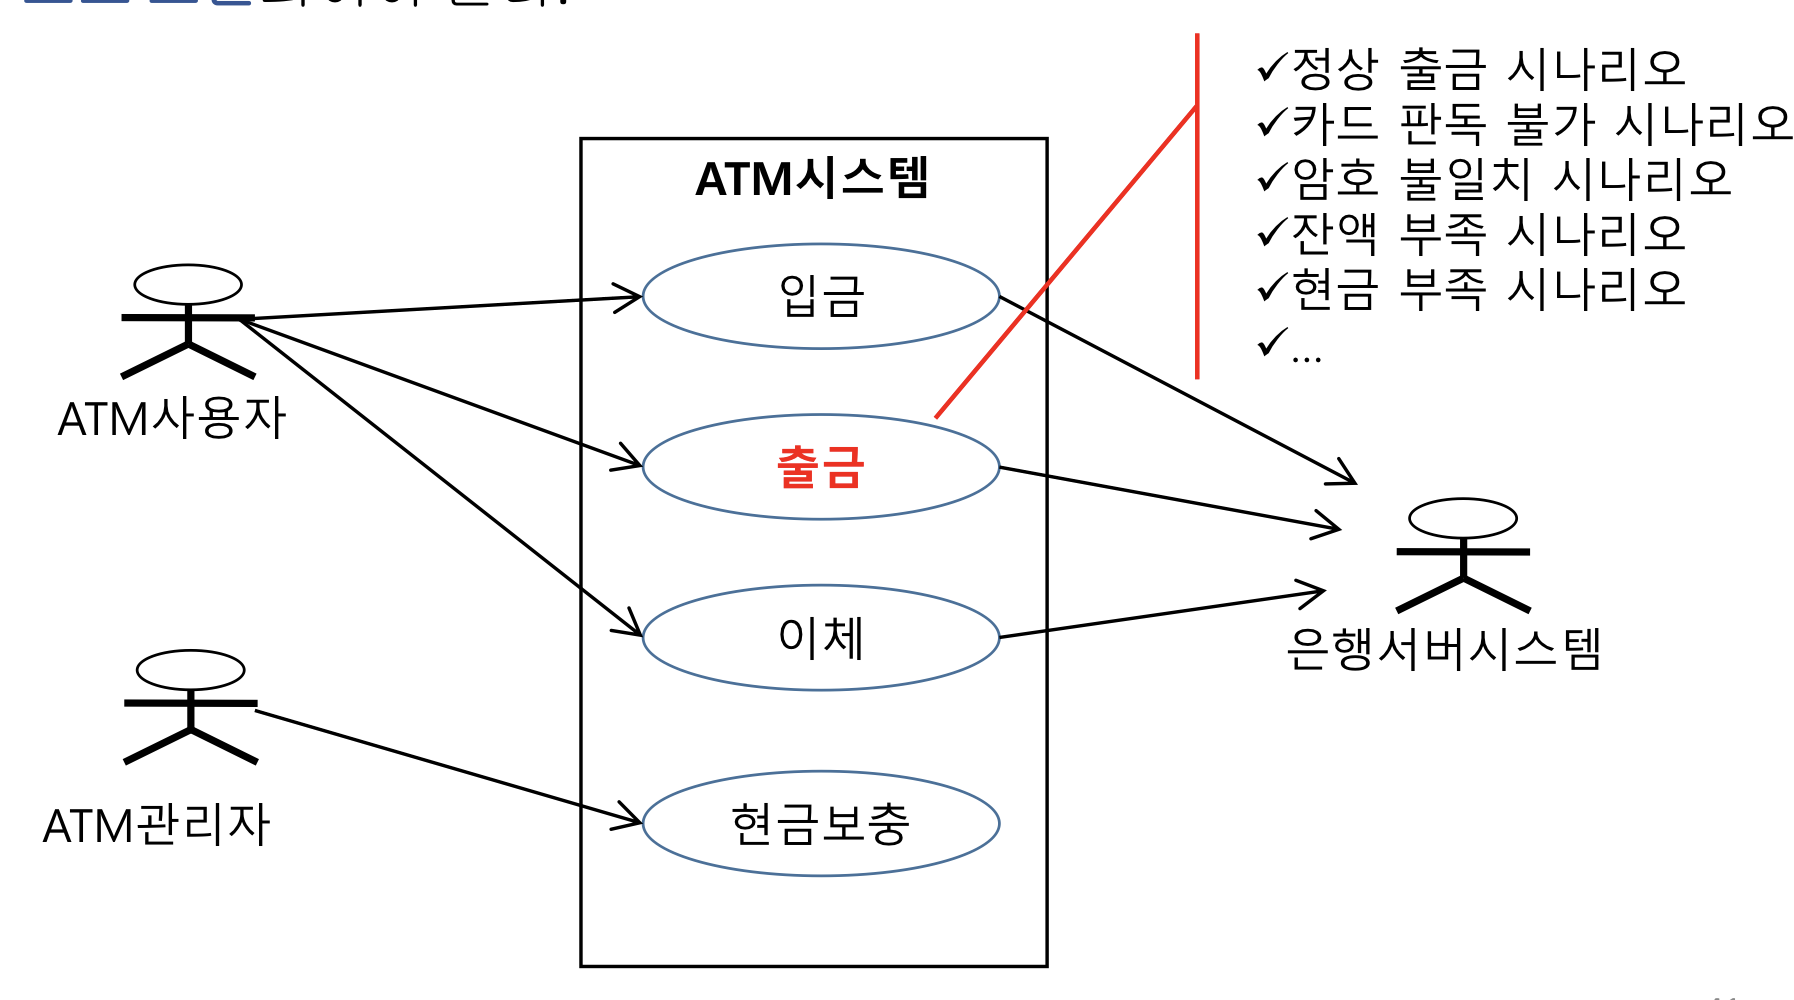 ✓정상 출금 시나리오
✓카드 판독 불가 시나리오
✓암호 불일치 시나리오
✓잔액 부족 시나리오
✓현금 부족 시나리오
✓...
ATM시스템
입금
출금
이체
현금보충
ATM사용자
ATM관리자
은행서버시스템